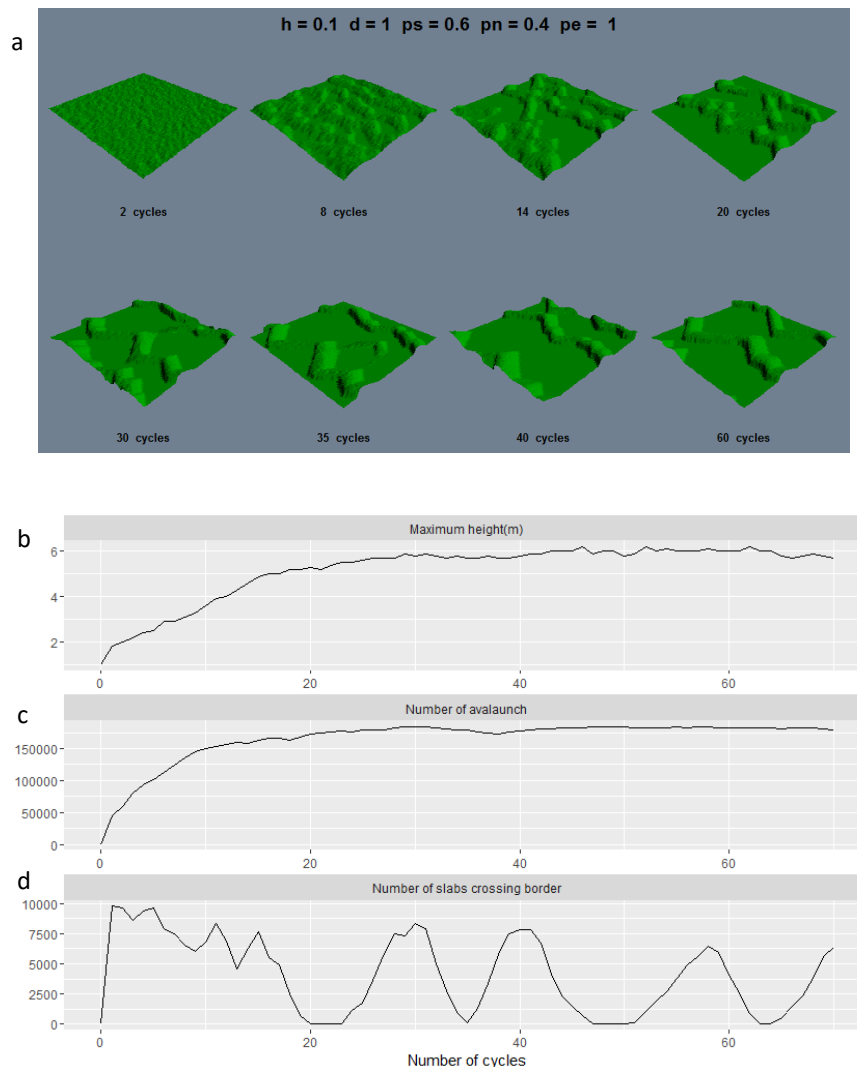 h = 0.1 d = 1 ps = 0.6 pn = 0.4 pe = 1
a
2 cycles 8 cycles 14 cycles 20 cycles
30 cycles 35 cycles 40 cycles 60 cycles
b
Maximum height(m)
6
4
2
0 20 40 60
c
Number of avalaunch
150000
100000
50000
0
0 20 40 60
d
Number of slabs crossing border
10000
7500
5000
2500
0
0 20 40 60
Number of cycles